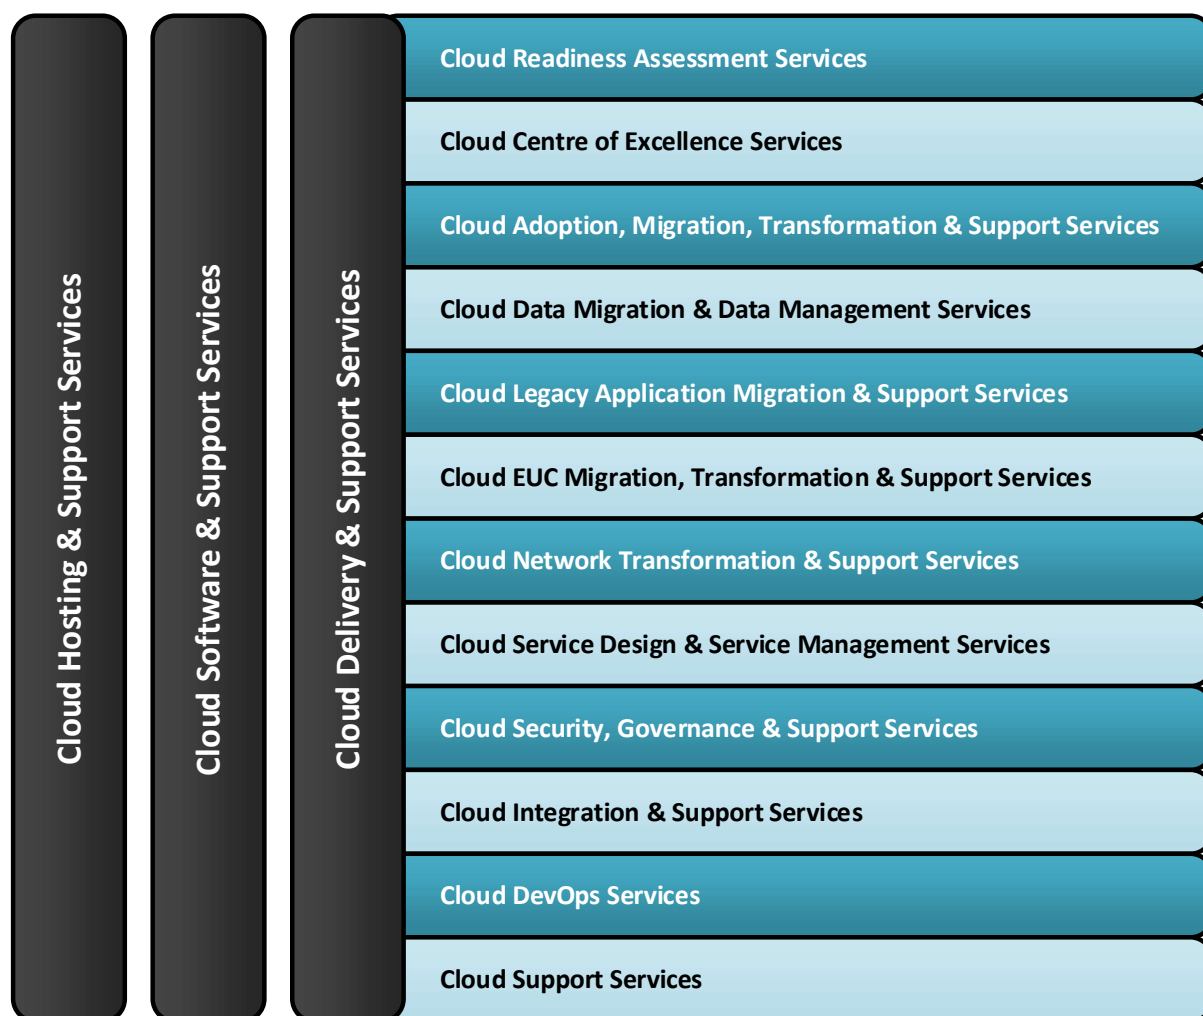 Cloud Hosting & Support Services
Cloud Software & Support Services
Cloud Delivery & Support Services
Cloud Readiness Assessment Services
Cloud Centre of Excellence Services
Cloud Adoption, Migration, Transformation & Support Services
Cloud Data Migration & Data Management Services
Cloud Legacy Application Migration & Support Services
Cloud EUC Migration, Transformation & Support Services
Cloud Network Transformation & Support Services
Cloud Service Design & Service Management Services
Cloud Security, Governance & Support Services
Cloud Integration & Support Services
Cloud DevOps Services
Cloud Support Services